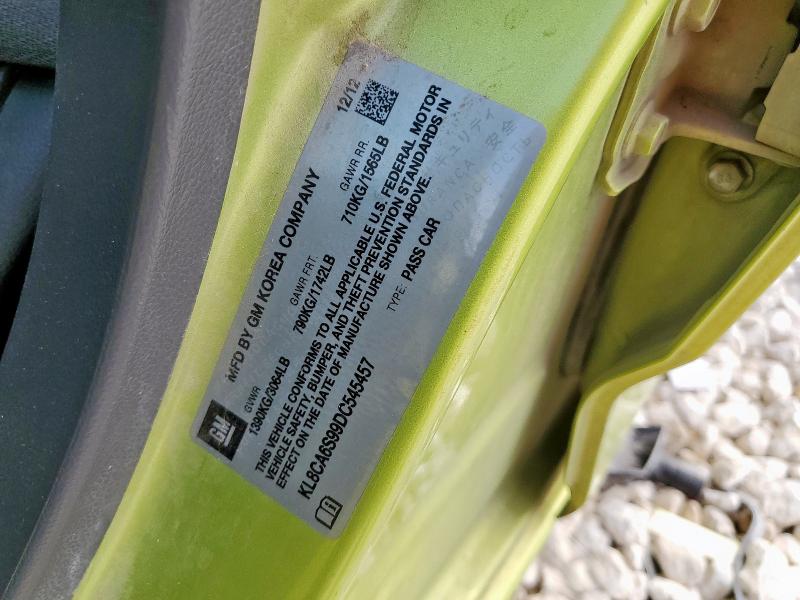 MFD BY GM KOREA COMPANY
12/12
GVWR
GAWR FRT.
GAWR RR.
1390KG/3064LB
790KG/1742LB
710KG/1565LB
THIS VEHICLE CONFORMS TO ALL APPLICABLE U.S. FEDERAL MOTOR
VEHICLE SAFETY, BUMPER, AND THEFT PREVENTION STANDARDS IN
EFFECT ON THE DATE OF MANUFACTURE SHOWN ABOVE.
KL8CA6S99DC545457
TYPE: PASS CAR
GM